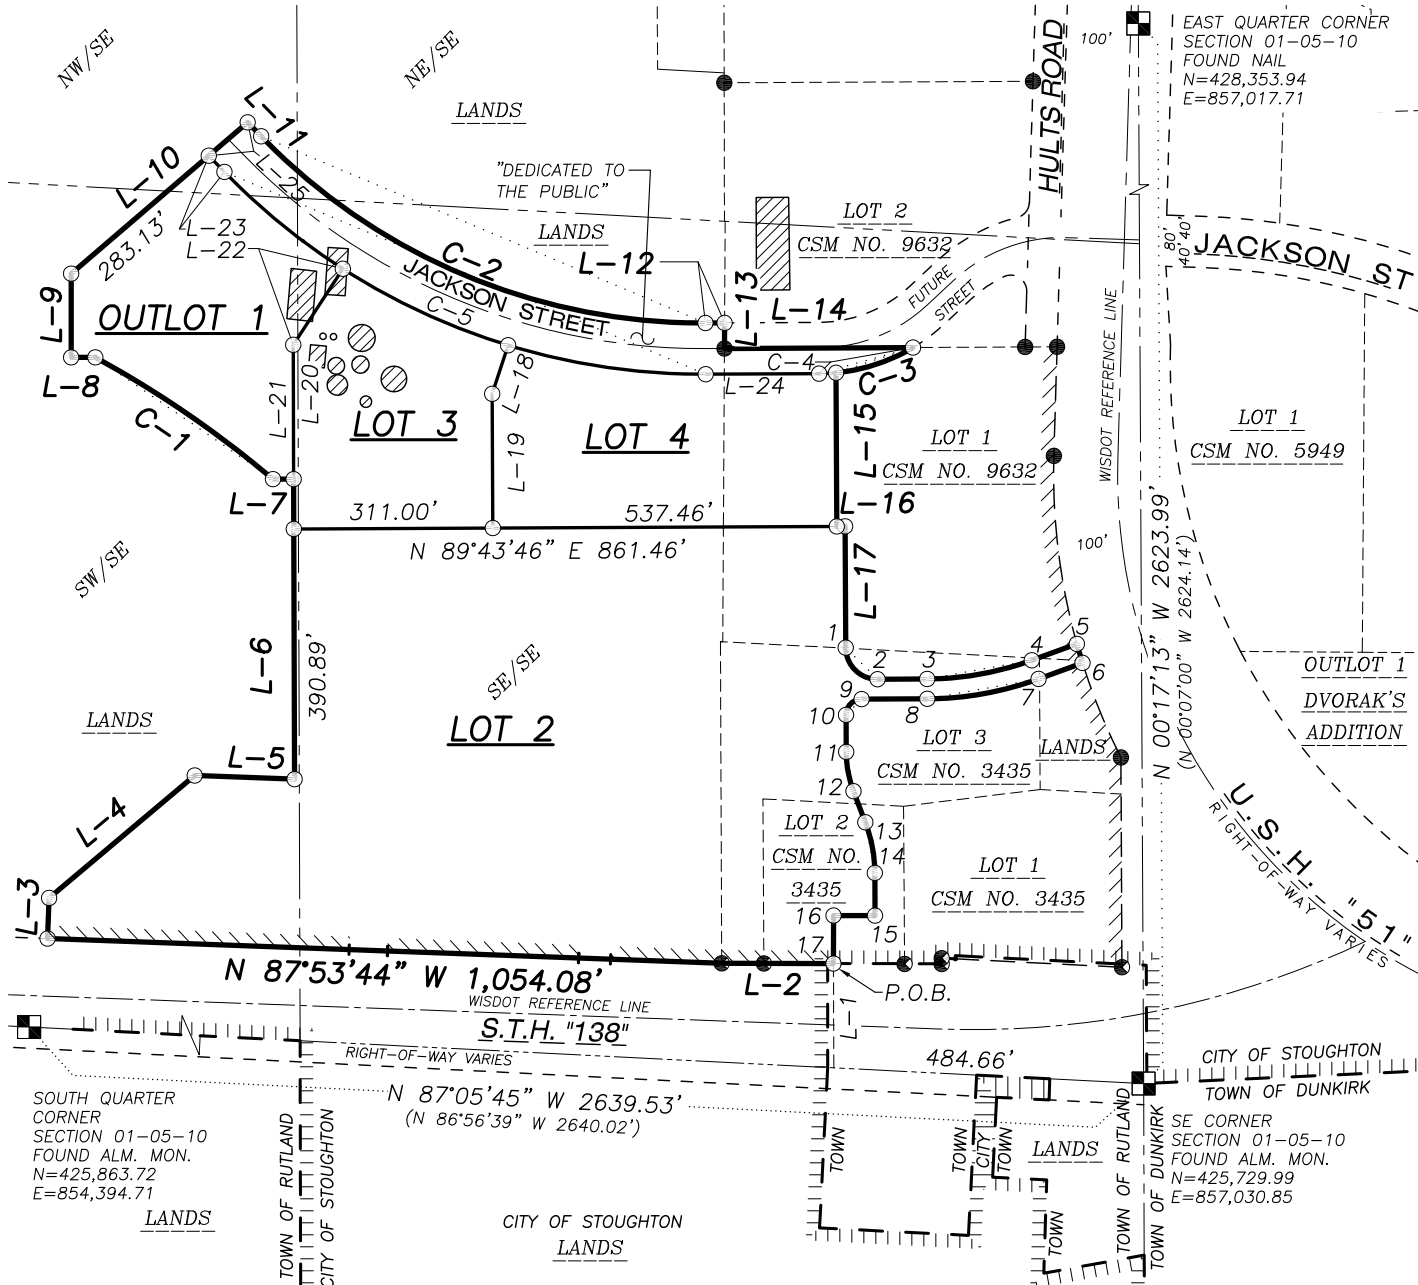 NW/SE
NE/SE
LANDS
HULTS ROAD
100'
EAST QUARTER CORNER
SECTION 01-05-10
FOUND NAIL
N=428,353.94
E=857,017.71
L-11
L-10
L-25
283.13'
L-23
L-22
"DEDICATED TO
THE PUBLIC"
LANDS
LOT 2
CSM NO. 9632
80'
40' 40'
JACKSON ST
C-2
L-12
L-13
L-14
FUTURE
STREET
JACKSON STREET
C-5
WISDOT REFERENCE LINE
L-9
OUTLOT 1
L-8
C-1
L-21
L-20
L-18
C-4
L-24
C-3
LOT 3
LOT 4
L-19
L-15
LOT 1
CSM NO. 9632
LOT 1
CSM NO. 5949
L-7
311.00'
537.46'
L-16
N 89°43'46" E 861.46'
L-17
100'
N 00°17'13" W 2623.99'
(N 00°07'00" W 2624.14')
SW/SE
L-6
390.89'
SE/SE
LOT 2
1
2
3
4
5
6
7
8
9
10
11
12
13
14
15
16
17
OUTLOT 1
DVORAK'S
ADDITION
LANDS
L-5
L-4
L-3
LOT 3
CSM NO. 3435
LANDS
LOT 2
CSM NO.
3435
LOT 1
CSM NO. 3435
U.S.H. "51"
RIGHT-OF-WAY VARIES
N 87°53'44" W 1,054.08'
L-2
P.O.B.
L-1
WISDOT REFERENCE LINE
S.T.H. "138"
RIGHT-OF-WAY VARIES
484.66'
N 87°05'45" W 2639.53'
(N 86°56'39" W 2640.02')
CITY OF STOUGHTON
TOWN OF DUNKIRK
SOUTH QUARTER
CORNER
SECTION 01-05-10
FOUND ALM. MON.
N=425,863.72
E=854,394.71
LANDS
TOWN OF RUTLAND
CITY OF STOUGHTON
CITY OF STOUGHTON
LANDS
TOWN
TOWN
CITY
TOWN
LANDS
TOWN
TOWN OF RUTLAND
TOWN OF DUNKIRK
SE CORNER
SECTION 01-05-10
FOUND ALM. MON.
N=425,729.99
E=857,030.85